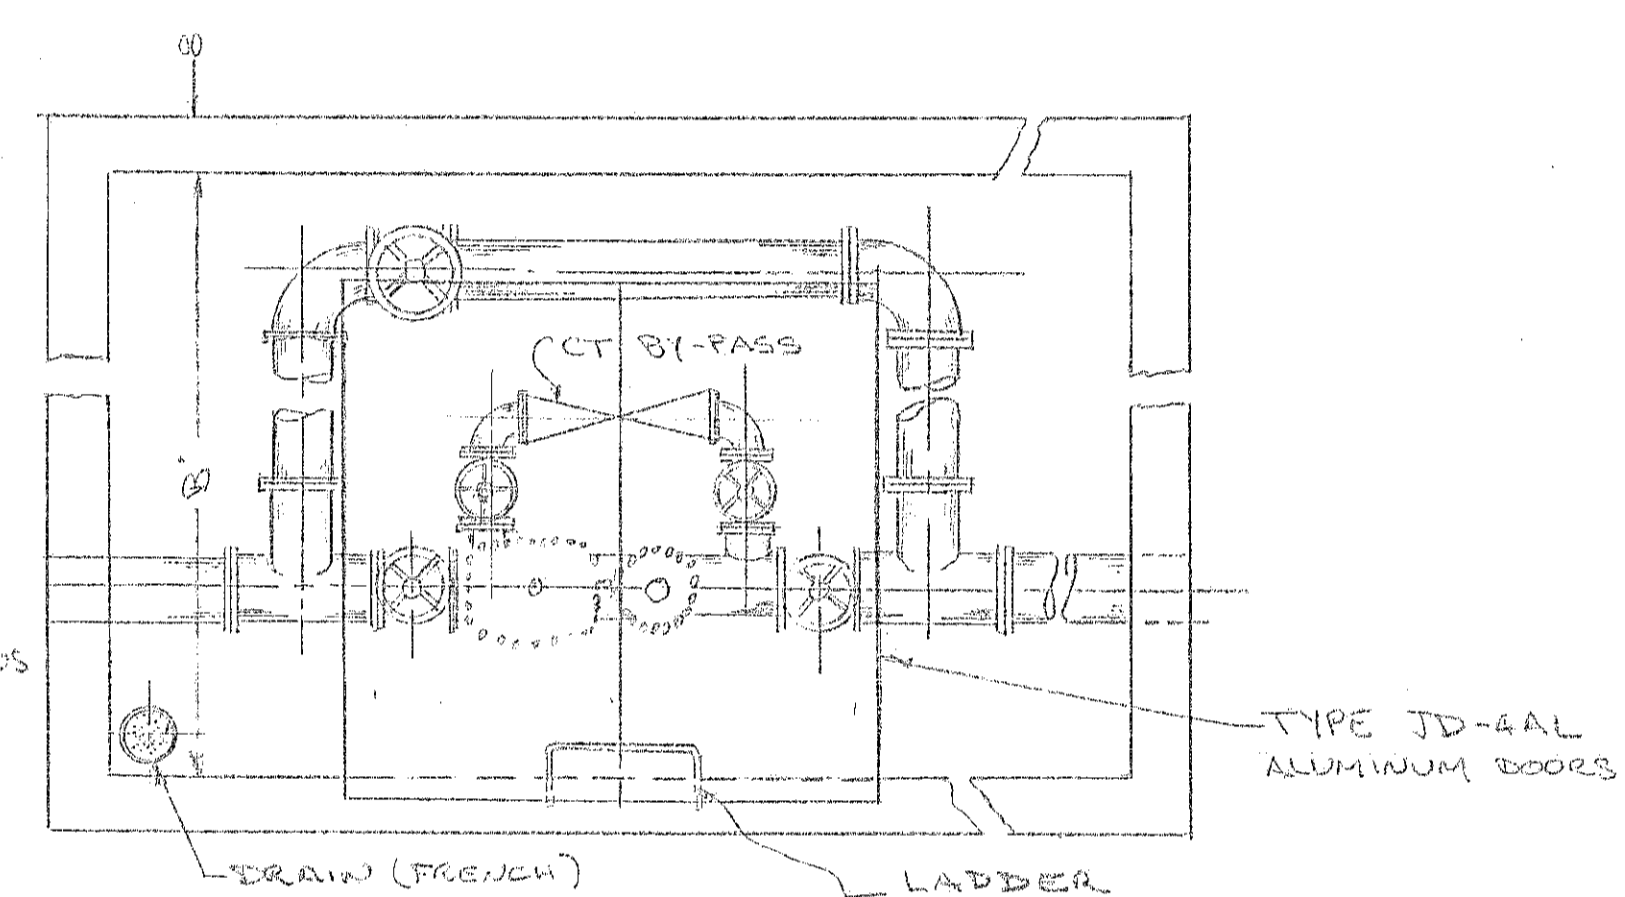 CT BY-PASS
TYPE JD-4AL
ALUMINUM DOORS
DRAIN (FRENCH)
LADDER